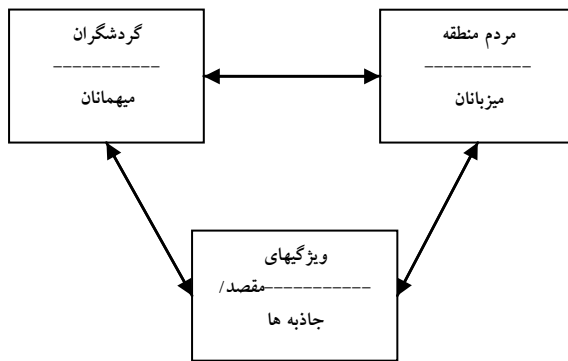 مردم منطقه
-----------
میزبانان
گردشگران
-----------
میهمانان
ویژگیهای
مقصد/-----------
جاذبه ها